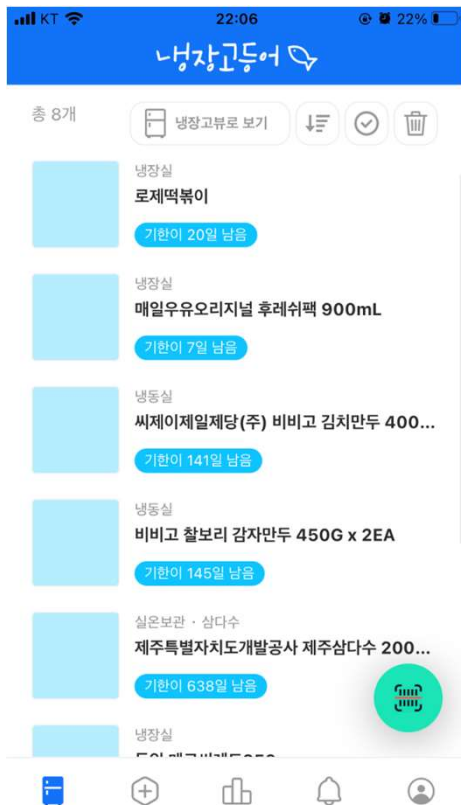 KT 22:06 22%
냉장고등어
총 8개 냉장고뷰로 보기
냉장실
로제떡볶이
기한이 20일 남음
냉장실
매일우유오리지널 후레쉬팩 900mL
기한이 7일 남음
냉동실
씨제이제일제당(주) 비비고 김치만두 400...
기한이 141일 남음
냉동실
비비고 찰보리 감자만두 450G x 2EA
기한이 145일 남음
실온보관 · 삼다수
제주특별자치도개발공사 제주삼다수 200...
기한이 638일 남음
냉장실